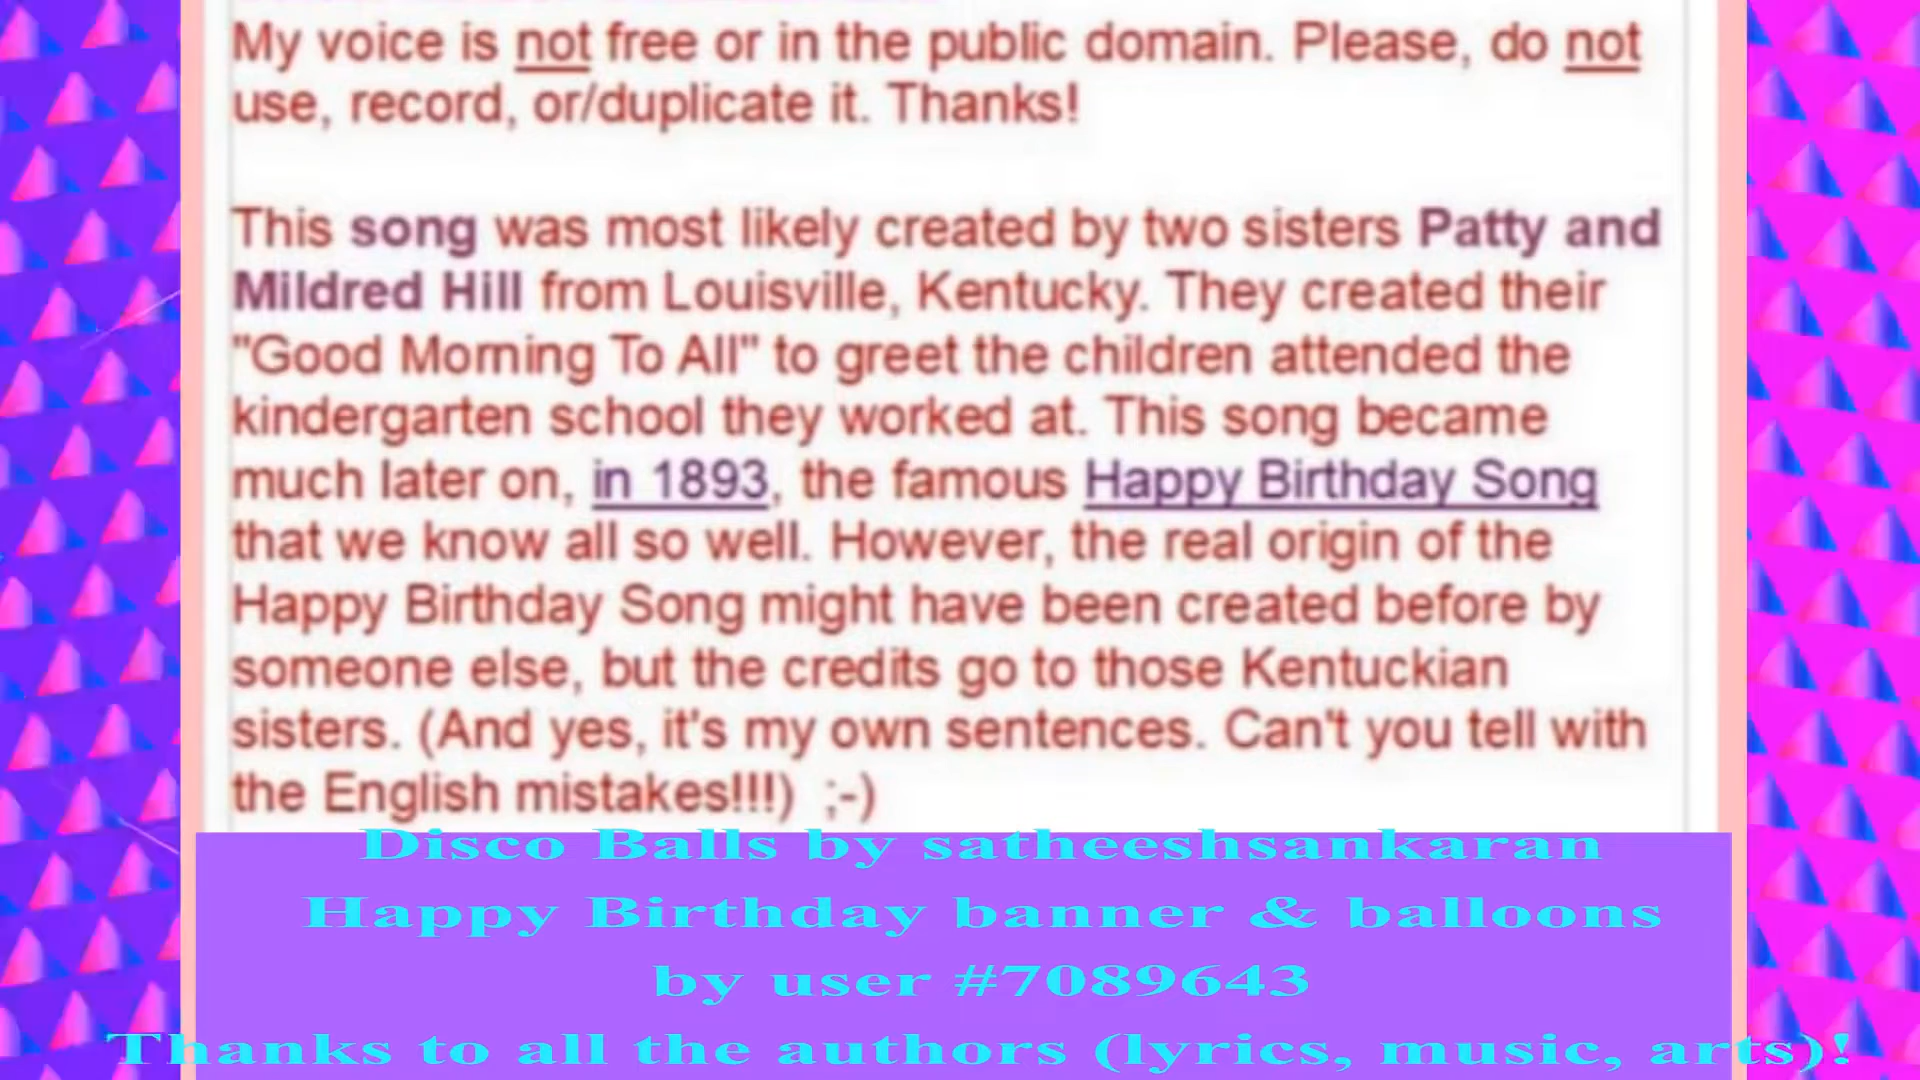 My voice is not free or in the public domain. Please, do not
use, record, or/duplicate it. Thanks!
This song was most likely created by two sisters Patty and
Mildred Hill from Louisville, Kentucky. They created their
"Good Morning To All" to greet the children attended the
kindergarten school they worked at. This song became
much later on, in 1893, the famous Happy Birthday Song
that we know all so well. However, the real origin of the
Happy Birthday Song might have been created before by
someone else, but the credits go to those Kentuckian
sisters. (And yes, it's my own sentences. Can't you tell with
the English mistakes!!!) ;-)
Disco Balls by satheeshsankaran
Happy Birthday banner & balloons
by user #7089643
Thanks to all the authors (lyrics, music, arts)!